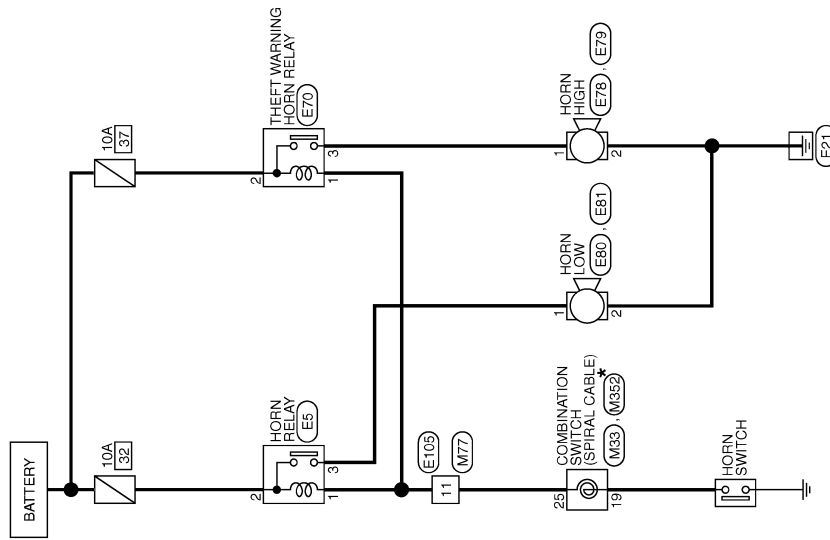 BATTERY
10A
32
10A
37
2
HORN
RELAY
E5
1
3
2
THEFT WARNING
HORN RELAY
E70
1
3
E105
M77
11
25
COMBINATION
SWITCH
(SPIRAL CABLE)
*
M33 , M352
19
HORN
SWITCH
1
HORN
LOW
E80 , E81
2
1
HORN
HIGH
E78 , E79
2
E21